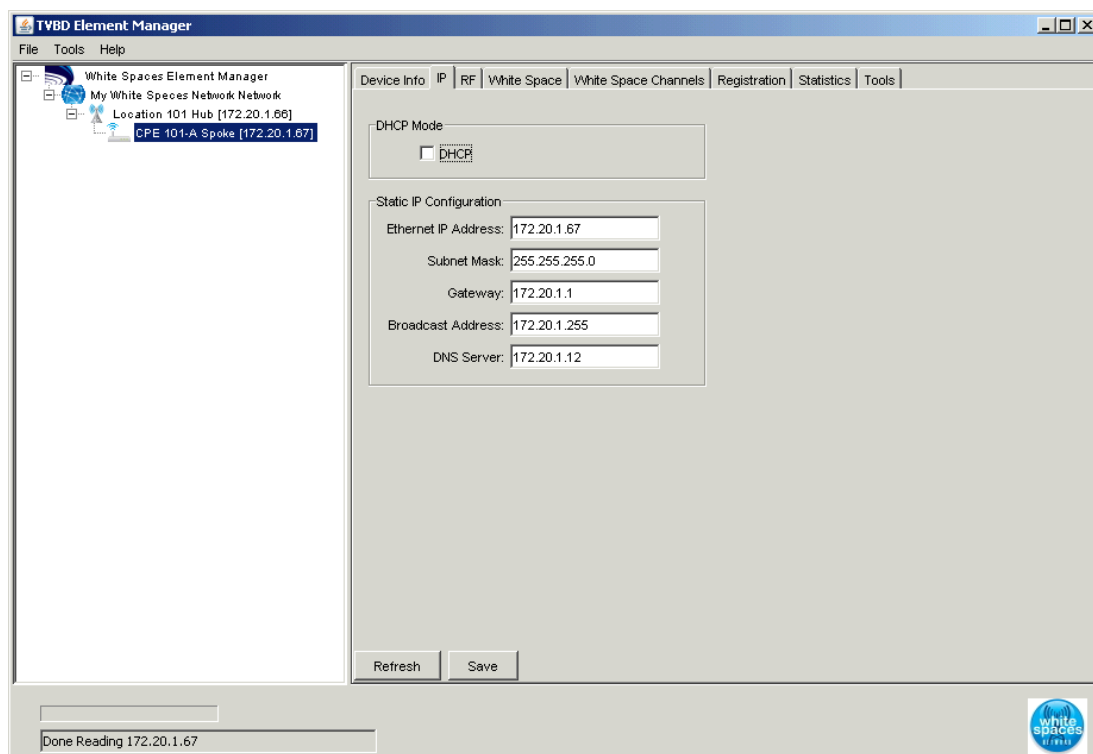 TVBD Element Manager
File Tools Help
White Spaces Element Manager
My White Speces Network Network
Location 101 Hub [172.20.1.66]
CPE 101-A Spoke [172.20.1.67]
Device Info IP RF White Space White Space Channels Registration Statistics Tools
DHCP Mode
DHCP
Static IP Configuration
Ethernet IP Address: 172.20.1.67
Subnet Mask: 255.255.255.0
Gateway: 172.20.1.1
Broadcast Address: 172.20.1.255
DNS Server: 172.20.1.12
Refresh Save
Done Reading 172.20.1.67
white
spaces
NETWORK